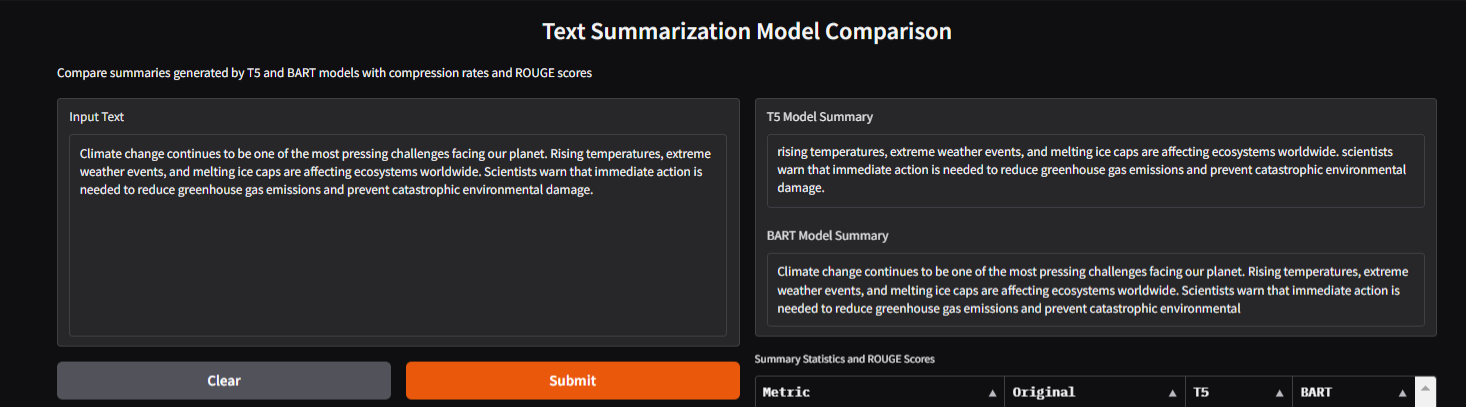 Text Summarization Model Comparison
Compare summaries generated by T5 and BART models with compression rates and ROUGE scores
Input Text
Climate change continues to be one of the most pressing challenges facing our planet. Rising temperatures, extreme
weather events, and melting ice caps are affecting ecosystems worldwide. Scientists warn that immediate action is
needed to reduce greenhouse gas emissions and prevent catastrophic environmental damage.
Clear
Submit
T5 Model Summary
rising temperatures, extreme weather events, and melting ice caps are affecting ecosystems worldwide. scientists
warn that immediate action is needed to reduce greenhouse gas emissions and prevent catastrophic environmental
damage.
BART Model Summary
Climate change continues to be one of the most pressing challenges facing our planet. Rising temperatures, extreme
weather events, and melting ice caps are affecting ecosystems worldwide. Scientists warn that immediate action is
needed to reduce greenhouse gas emissions and prevent catastrophic environmental
Summary Statistics and ROUGE Scores
Metric Original T5 BART